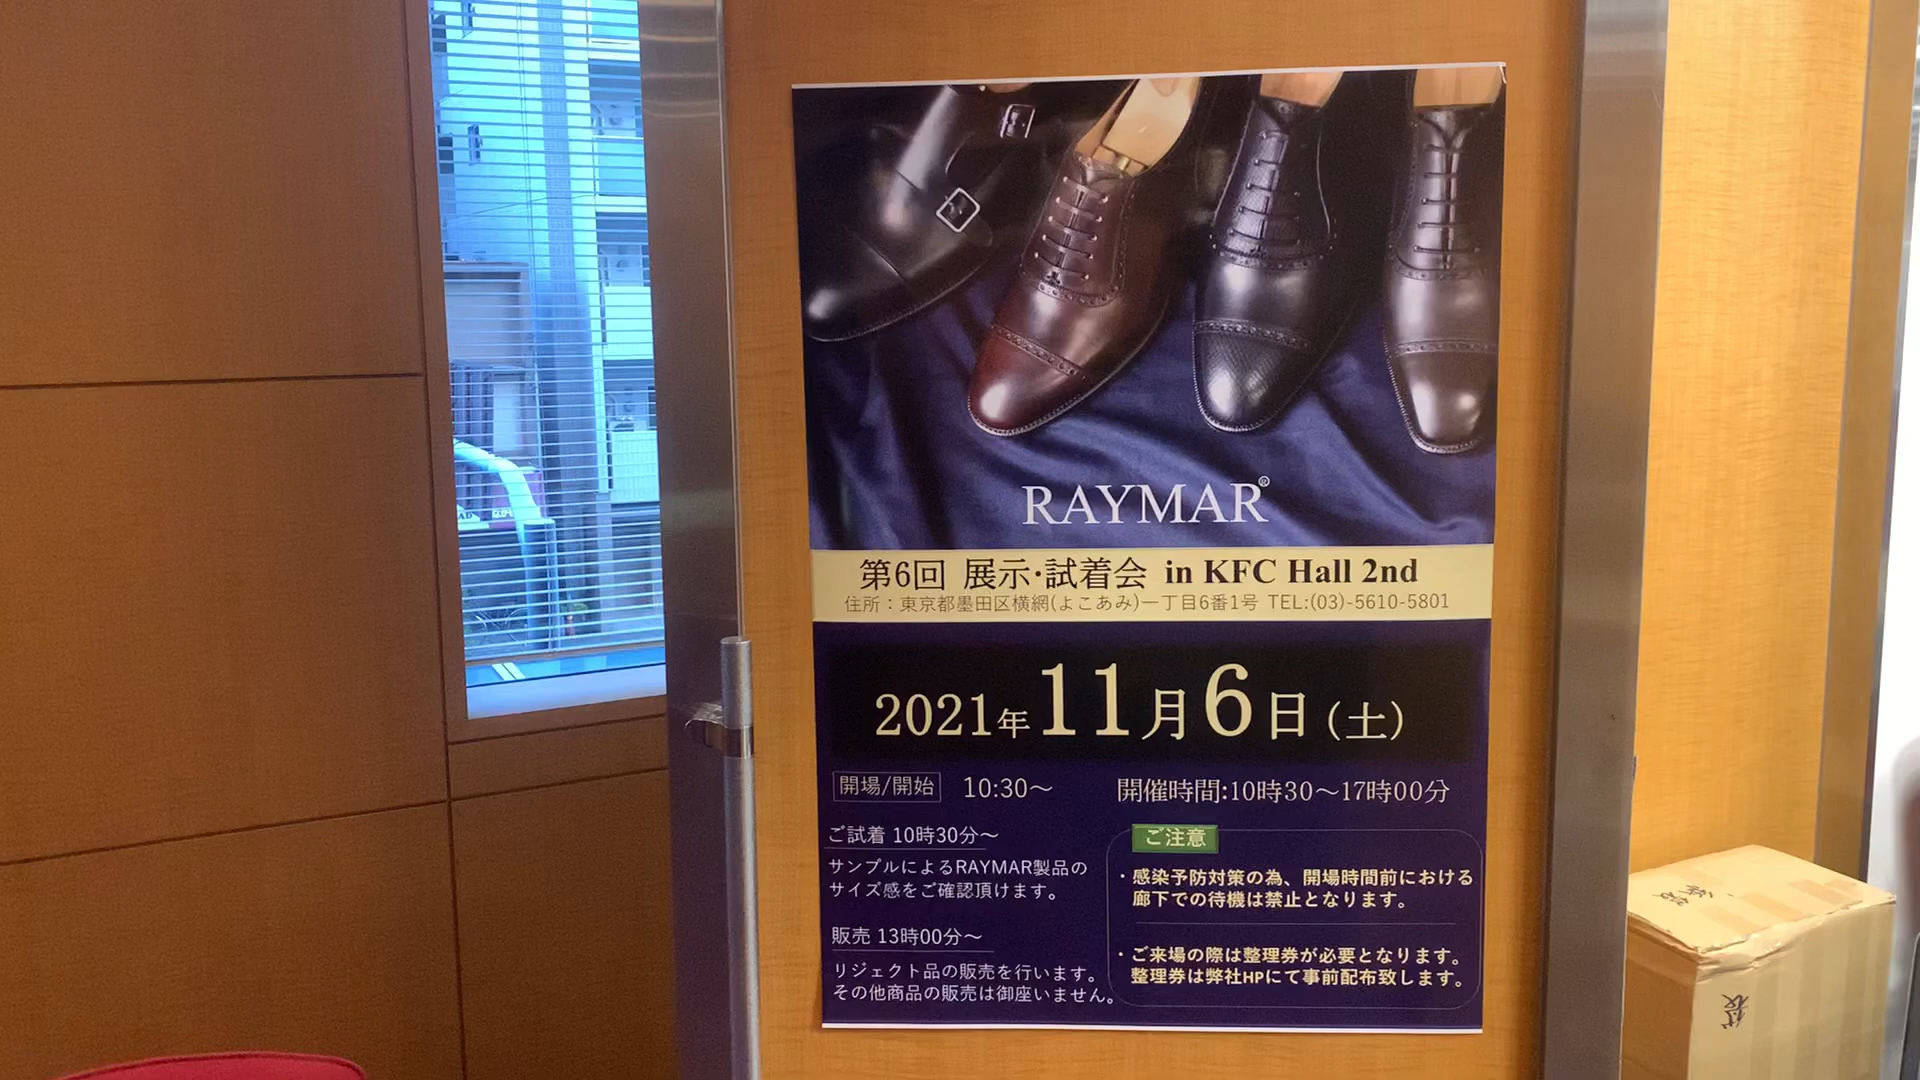 RAYMAR®
第6回 展示・試着会 in KFC Hall 2nd
住所：東京都墨田区横網(よこあみ)一丁目6番1号 TEL:(03)-5610-5801
2021年11月6日（土）
開場/開始 10:30～
開催時間:10時30～17時00分
ご試着 10時30分～
サンプルによるRAYMAR製品の
サイズ感をご確認頂けます。
販売 13時00分～
リジェクト品の販売を行います。
その他商品の販売は御座いません。
ご注意
・感染予防対策の為、開場時間前における
廊下での待機は禁止となります。
・ご来場の際は整理券が必要となります。
整理券は弊社HPにて事前配布致します。
袋